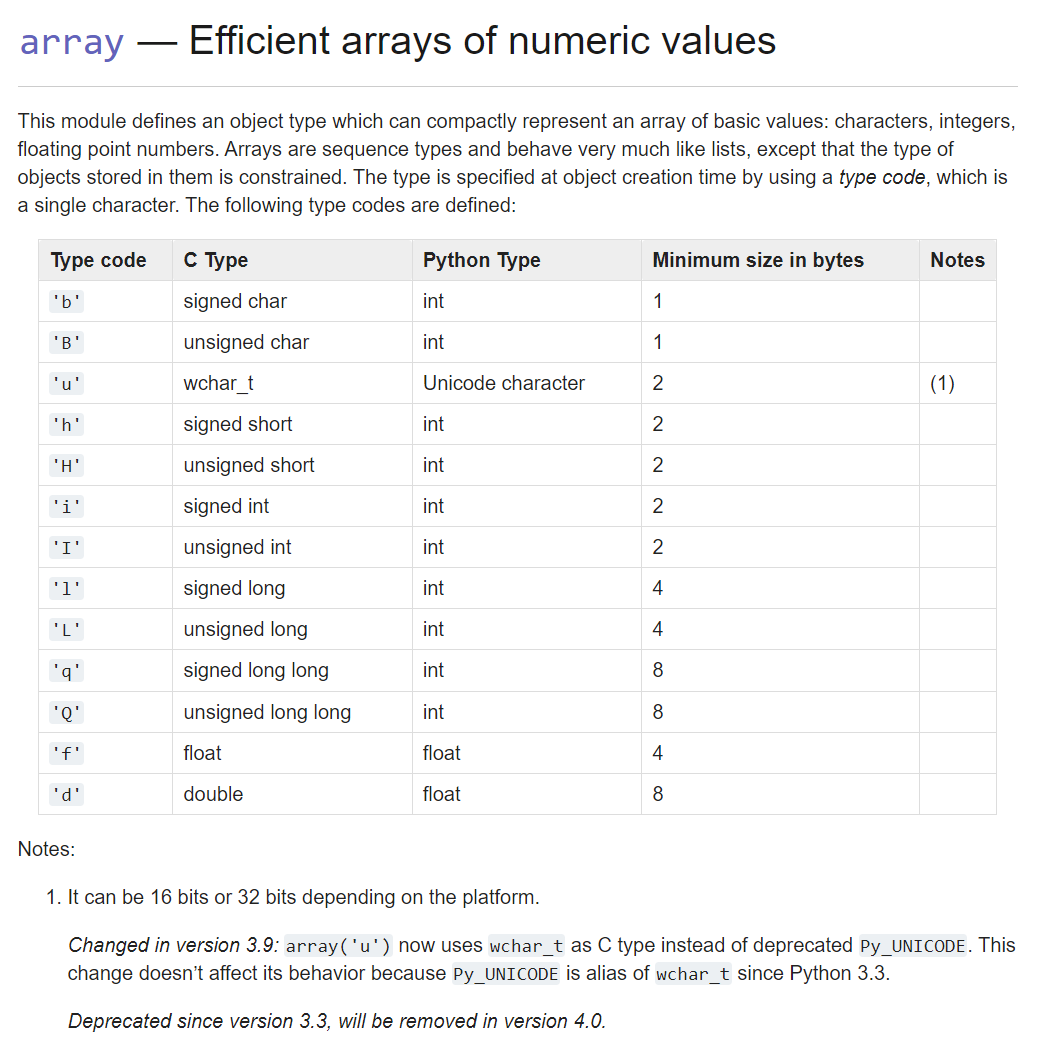 array — Efficient arrays of numeric values
This module defines an object type which can compactly represent an array of basic values: characters, integers,
floating point numbers. Arrays are sequence types and behave very much like lists, except that the type of
objects stored in them is constrained. The type is specified at object creation time by using a type code, which is
a single character. The following type codes are defined:
Type code C Type Python Type Minimum size in bytes Notes
'b' signed char int 1
'B' unsigned char int 1
'u' wchar_t Unicode character 2 (1)
'h' signed short int 2
'H' unsigned short int 2
'i' signed int int 2
'I' unsigned int int 2
'l' signed long int 4
'L' unsigned long int 4
'q' signed long long int 8
'Q' unsigned long long int 8
'f' float float 4
'd' double float 8
Notes:
1. It can be 16 bits or 32 bits depending on the platform.
Changed in version 3.9: array('u') now uses wchar_t as C type instead of deprecated Py_UNICODE. This
change doesn’t affect its behavior because Py_UNICODE is alias of wchar_t since Python 3.3.
Deprecated since version 3.3, will be removed in version 4.0.